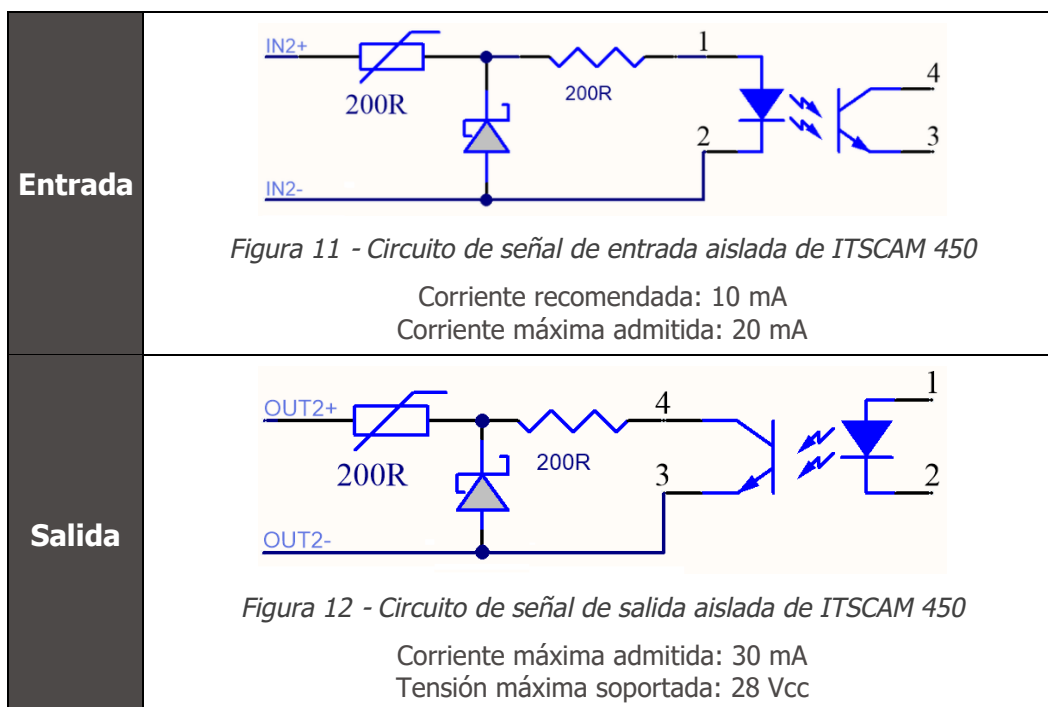 Entrada
IN2+
200R
200R
1
2
4
3
IN2-
Figura 11 - Circuito de señal de entrada aislada de ITSCAM 450
Corriente recomendada: 10 mA
Corriente máxima admitida: 20 mA
Salida
OUT2+
200R
200R
4
3
1
2
OUT2-
Figura 12 - Circuito de señal de salida aislada de ITSCAM 450
Corriente máxima admitida: 30 mA
Tensión máxima soportada: 28 Vcc